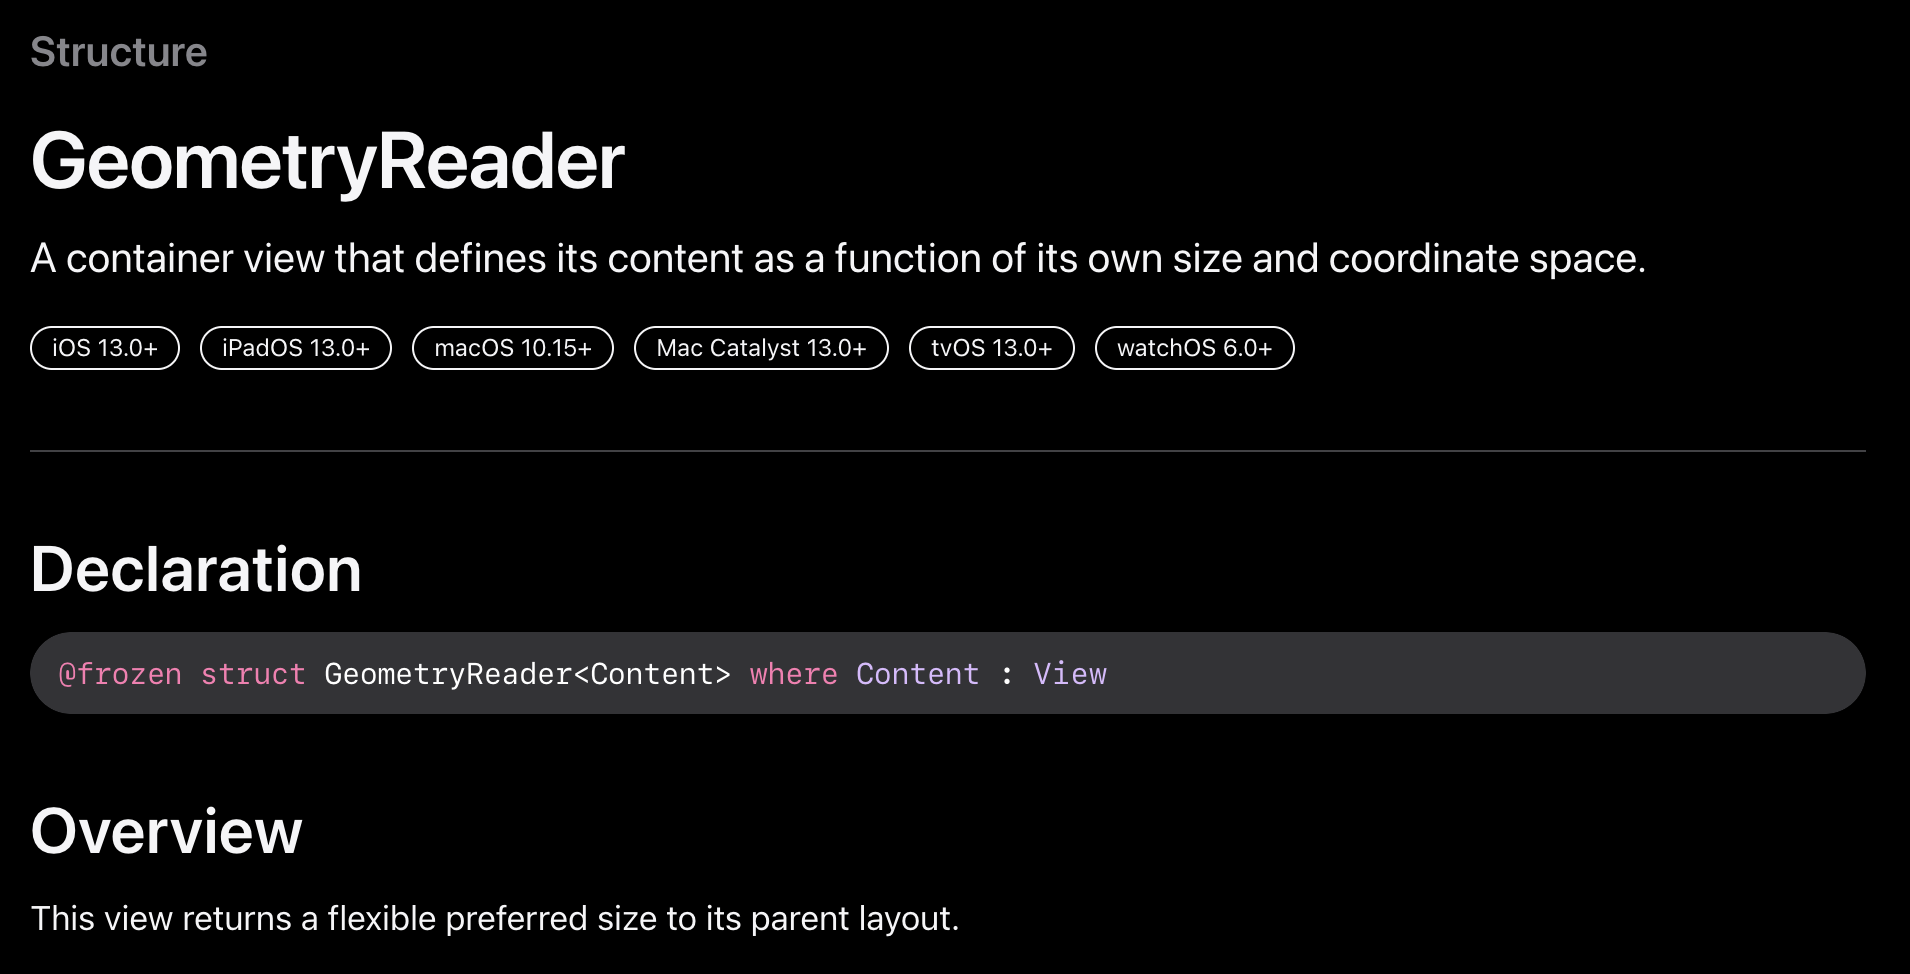 Structure
GeometryReader
A container view that defines its content as a function of its own size and coordinate space.
iOS 13.0+ iPadOS 13.0+ macOS 10.15+ Mac Catalyst 13.0+ tvOS 13.0+ watchOS 6.0+
Declaration
@frozen struct GeometryReader<Content> where Content : View
Overview
This view returns a flexible preferred size to its parent layout.